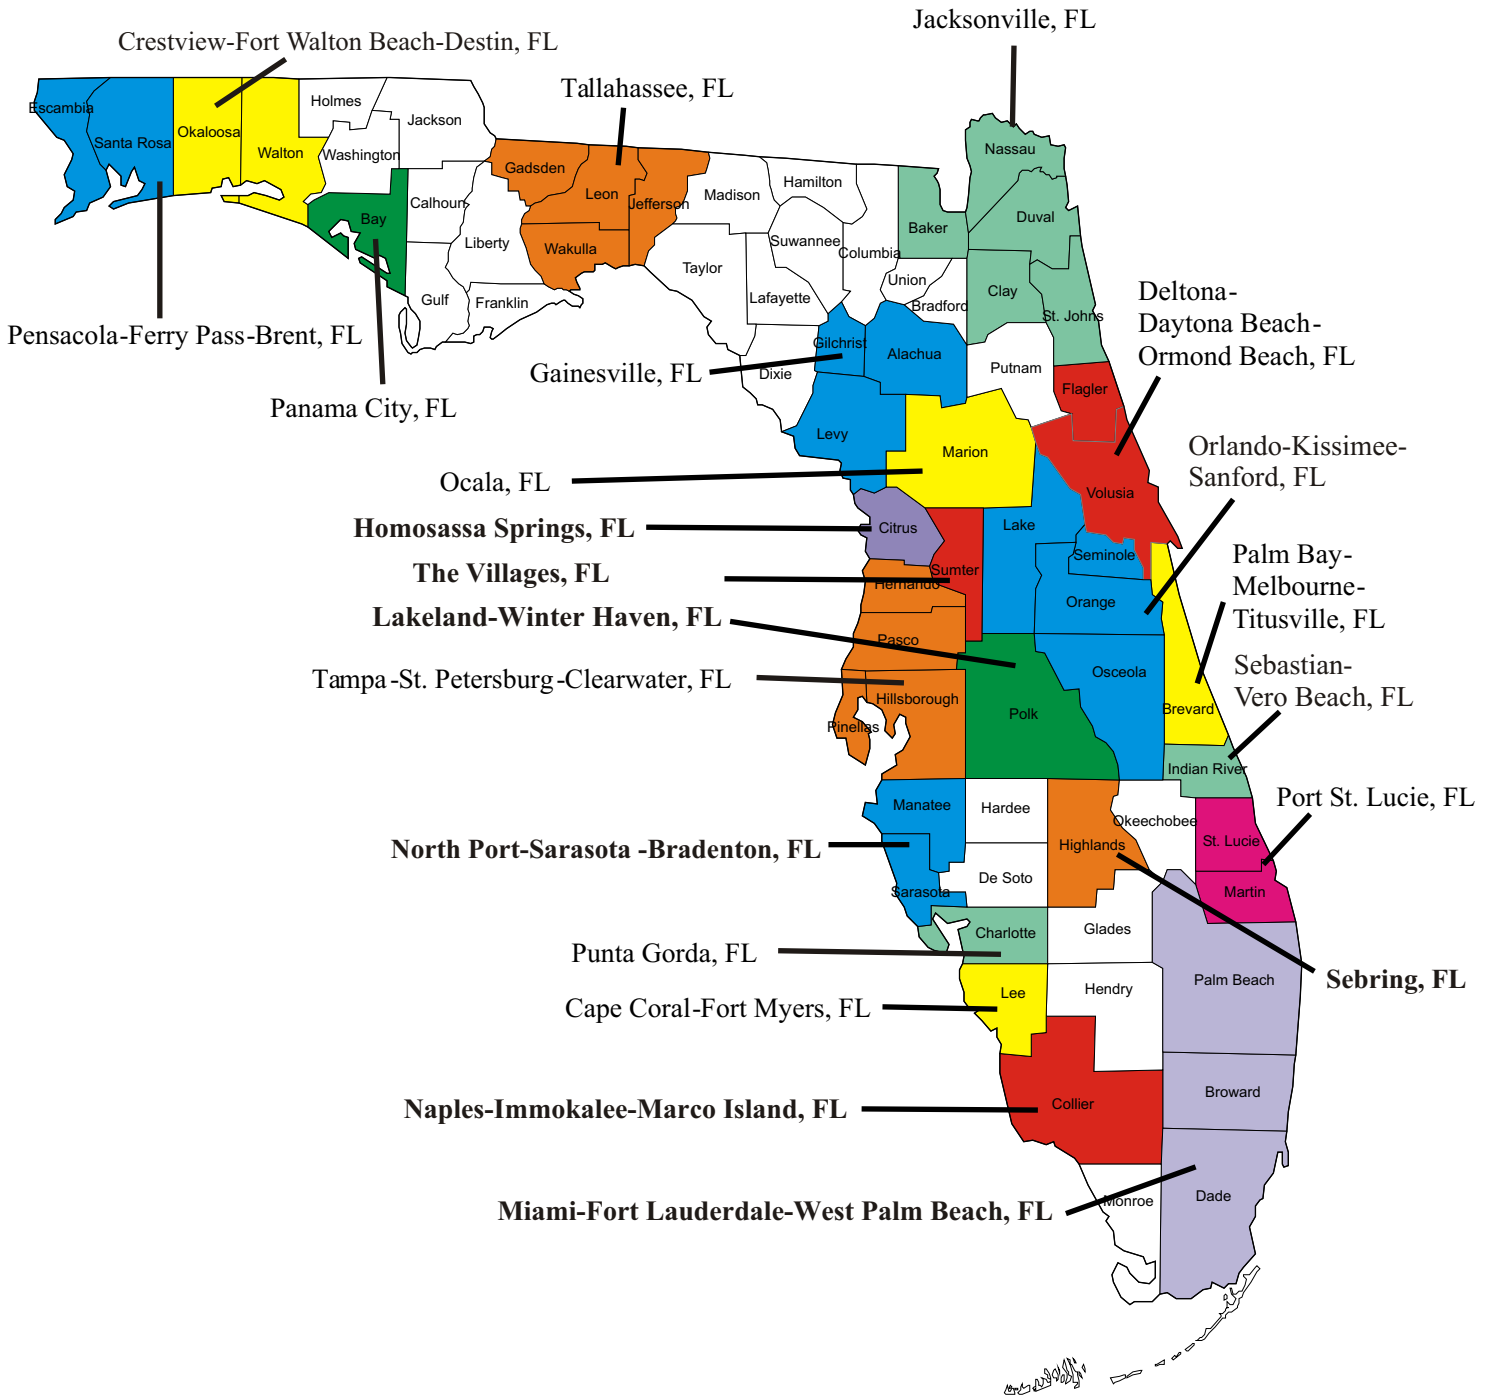 Jacksonville, FL
Crestview-Fort Walton Beach-Destin, FL
Tallahassee, FL
Escambia
Santa Rosa
Okaloosa
Walton
Holmes
Jackson
Washington
Bay
Calhoun
Liberty
Gulf
Franklin
Gadsden
Leon
Jefferson
Wakulla
Madison
Hamilton
Taylor
Suwannee
Lafayette
Columbia
Baker
Union
Bradford
Nassau
Duval
Clay
St. Johns
Pensacola-Ferry Pass-Brent, FL
Panama City, FL
Gainesville, FL
Gilchrist
Alachua
Dixie
Putnam
Flagler
Levy
Marion
Volusia
Deltona-
Daytona Beach-
Ormond Beach, FL
Orlando-Kissimee-
Sanford, FL
Ocala, FL
Homosassa Springs, FL
Citrus
Lake
Seminole
The Villages, FL
Sumter
Hernando
Orange
Palm Bay-
Melbourne-
Titusville, FL
Lakeland-Winter Haven, FL
Pasco
Tampa-St. Petersburg-Clearwater, FL
Hillsborough
Pinellas
Polk
Osceola
Brevard
Sebastian-
Vero Beach, FL
Indian River
Port St. Lucie, FL
Manatee
Hardee
Okeechobee
Highlands
St. Lucie
North Port-Sarasota -Bradenton, FL
Sarasota
De Soto
Martin
Charlotte
Glades
Punta Gorda, FL
Palm Beach
Sebring, FL
Lee
Hendry
Cape Coral-Fort Myers, FL
Naples-Immokalee-Marco Island, FL
Collier
Broward
Miami-Fort Lauderdale-West Palm Beach, FL
Monroe
Dade